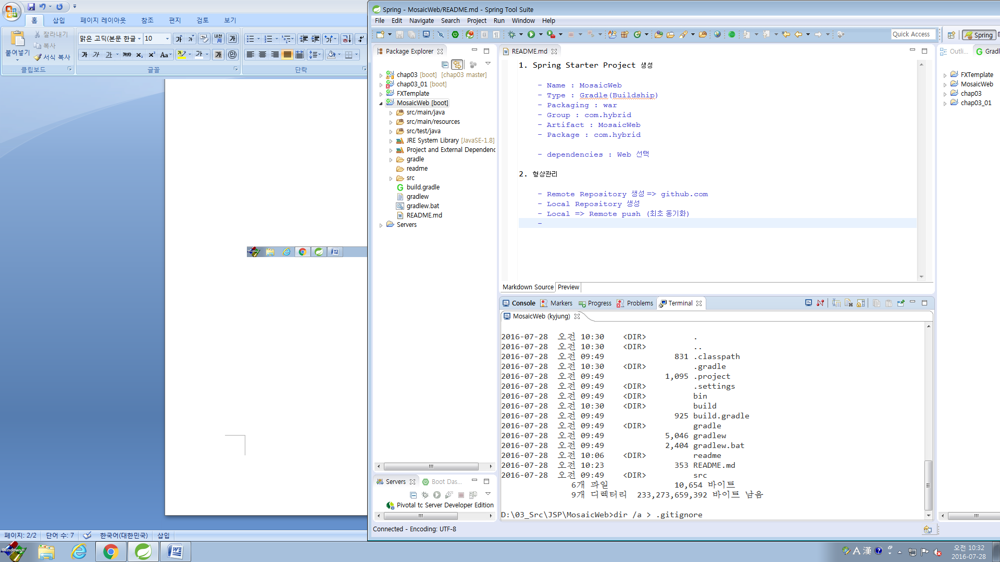 홈 삽입 페이지 레이아웃 참조 편지 검토 보기
붙여넣기
잘라내기
복사
서식 복사
클립보드
맑은 고딕(본문 한글
10
글꼴
단락
페이지: 2/2 단어 수: 7 한국어(대한민국) 삽입
Spring - MosaicWeb/README.md - Spring Tool Suite
File Edit Navigate Search Project Run Window Help
Quick Access
Spring
Package Explorer
chap03 [boot] [chap03 master]
chap03_01 [boot]
FXTemplate
MosaicWeb [boot]
src/main/java
src/main/resources
src/test/java
JRE System Library [JavaSE-1.8]
Project and External Dependenc
gradle
readme
src
build.gradle
gradlew
gradlew.bat
README.md
Servers
Servers Boot Das...
Pivotal tc Server Developer Edition
README.md
1. Spring Starter Project 생성
- Name : MosaicWeb
- Type : Gradle(Buildship)
- Packaging : war
- Group : com.hybrid
- Artifact : MosaicWeb
- Package : com.hybrid
- dependencies : Web 선택
2. 형상관리
- Remote Repository 생성 => github.com
- Local Repository 생성
- Local => Remote push (최초 동기화)
-
Markdown Source Preview
Outli... Gradl
FXTemplate
MosaicWeb
chap03
chap03_01
Console Markers Progress Problems Terminal
MosaicWeb (kyjung)
2016-07-28 오전 10:30 <DIR> .
2016-07-28 오전 10:30 <DIR> ..
2016-07-28 오전 09:49 831 .classpath
2016-07-28 오전 10:30 <DIR> .gradle
2016-07-28 오전 09:49 1,095 .project
2016-07-28 오전 09:49 <DIR> .settings
2016-07-28 오전 09:49 <DIR> bin
2016-07-28 오전 10:30 <DIR> build
2016-07-28 오전 09:49 925 build.gradle
2016-07-28 오전 09:49 <DIR> gradle
2016-07-28 오전 09:49 5,046 gradlew
2016-07-28 오전 09:49 2,404 gradlew.bat
2016-07-28 오전 10:06 <DIR> readme
2016-07-28 오전 10:23 353 README.md
2016-07-28 오전 09:49 <DIR> src
6개 파일 10,654 바이트
9개 디렉터리 233,273,659,392 바이트 남음
D:\03_Src\JSP\MosaicWeb>dir /a > .gitignore
Connected - Encoding: UTF-8
A 漢
오전 10:32
2016-07-28